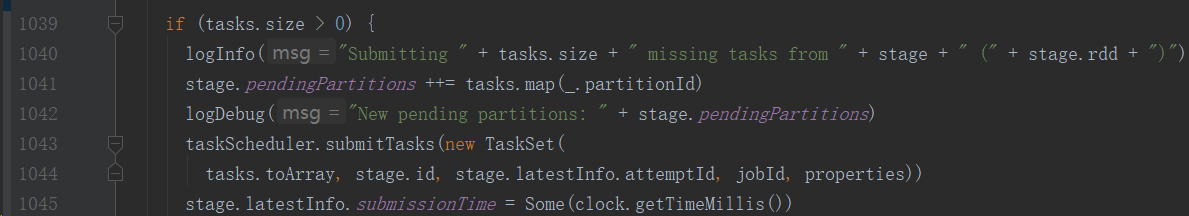 1039 if (tasks.size > 0) {
1040 logInfo( msg = "Submitting " + tasks.size + " missing tasks from " + stage + " (" + stage.rdd + ")")
1041 stage.pendingPartitions ++= tasks.map(_.partitionId)
1042 logDebug( msg = "New pending partitions: " + stage.pendingPartitions)
1043 taskScheduler.submitTasks(new TaskSet(
1044 tasks.toArray, stage.id, stage.latestInfo.attemptId, jobId, properties))
1045 stage.latestInfo.submissionTime = Some(clock.getTimeMillis())